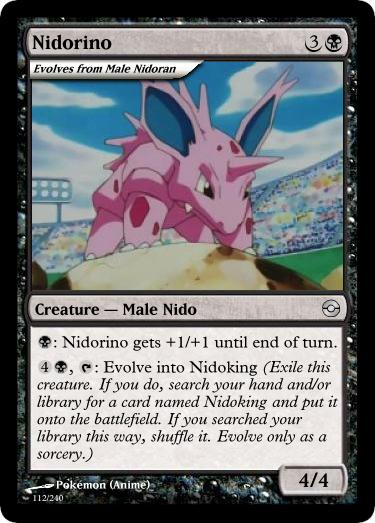 Nidorino 3
Evolves from Male Nidoran
Creature — Male Nido
: Nidorino gets +1/+1 until end of turn.
4 , : Evolve into Nidoking (Exile this
creature. If you do, search your hand and/or
library for a card named Nidoking and put it
onto the battlefield. If you searched your
library this way, shuffle it. Evolve only as a
sorcery.)
4/4
Pokémon (Anime)
112/240